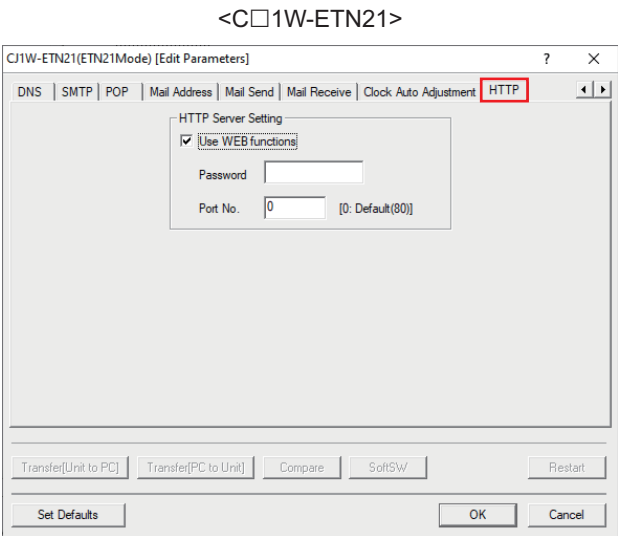 <C□1W-ETN21>
CJ1W-ETN21(ETN21Mode) [Edit Parameters] ? ×
DNS SMTP POP Mail Address Mail Send Mail Receive Clock Auto Adjustment HTTP
HTTP Server Setting
Use WEB functions
Password
Port No. 0 [0: Default(80)]
Transfer[Unit to PC] Transfer[PC to Unit] Compare SoftSW Restart
Set Defaults OK Cancel